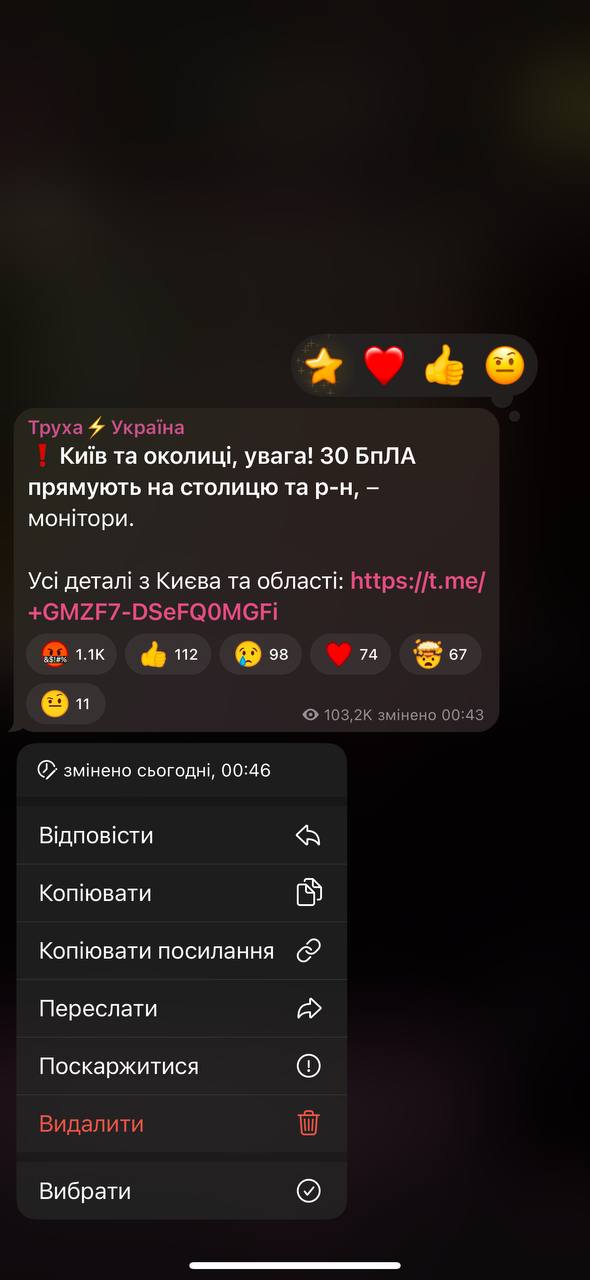 Труха⚡Україна
❗ Київ та околиці, увага! 30 БпЛА
прямують на столицю та р-н, –
монітори.
Усі деталі з Києва та області: https://t.me/
+GMZF7-DSeFQ0MGFi
1.1K 112 98 74 67
11
103,2K змінено 00:43
змінено сьогодні, 00:46
Відповісти
Копіювати
Копіювати посилання
Переслати
Поскаржитися
Видалити
Вибрати